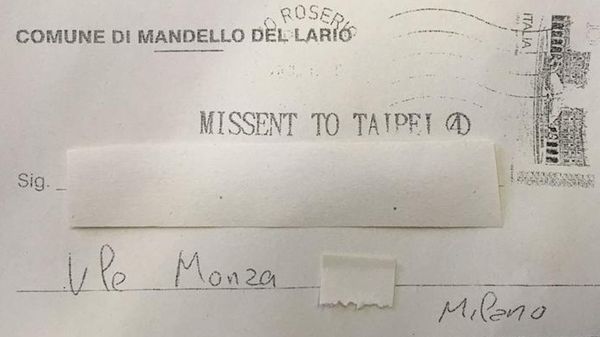 ROSERIO
COMUNE DI MANDELLO DEL LARIO
ITALIA
MISSENT TO TAIPEI ④
Sig.
Vle Monza
Milano